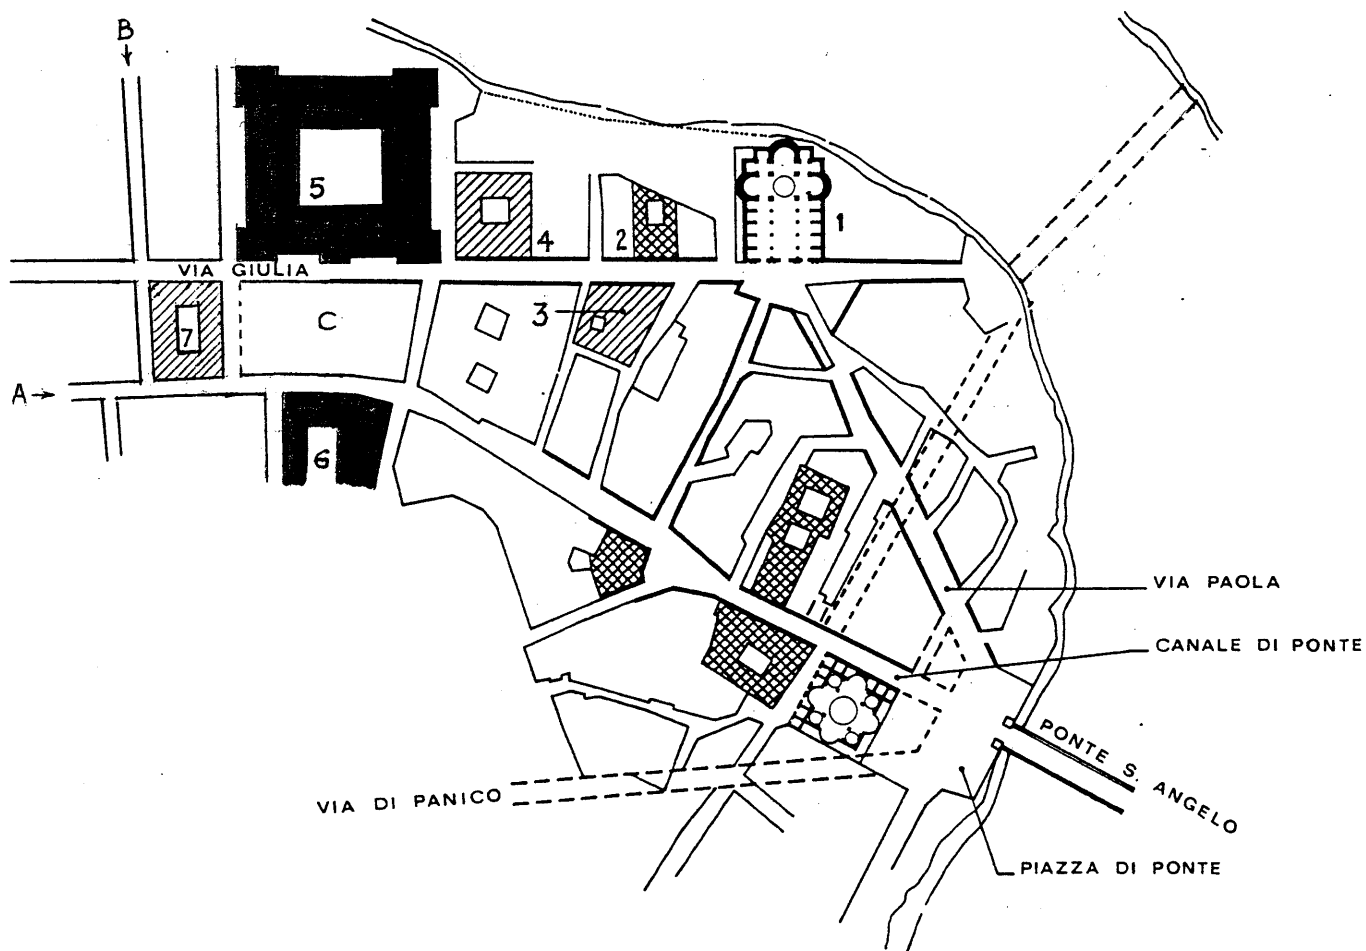 B
5
4
2
1
VIA GIULIA
7
C
3
A
6
VIA PAOLA
CANALE DI PONTE
PONTE S. ANGELO
VIA DI PANICO
PIAZZA DI PONTE